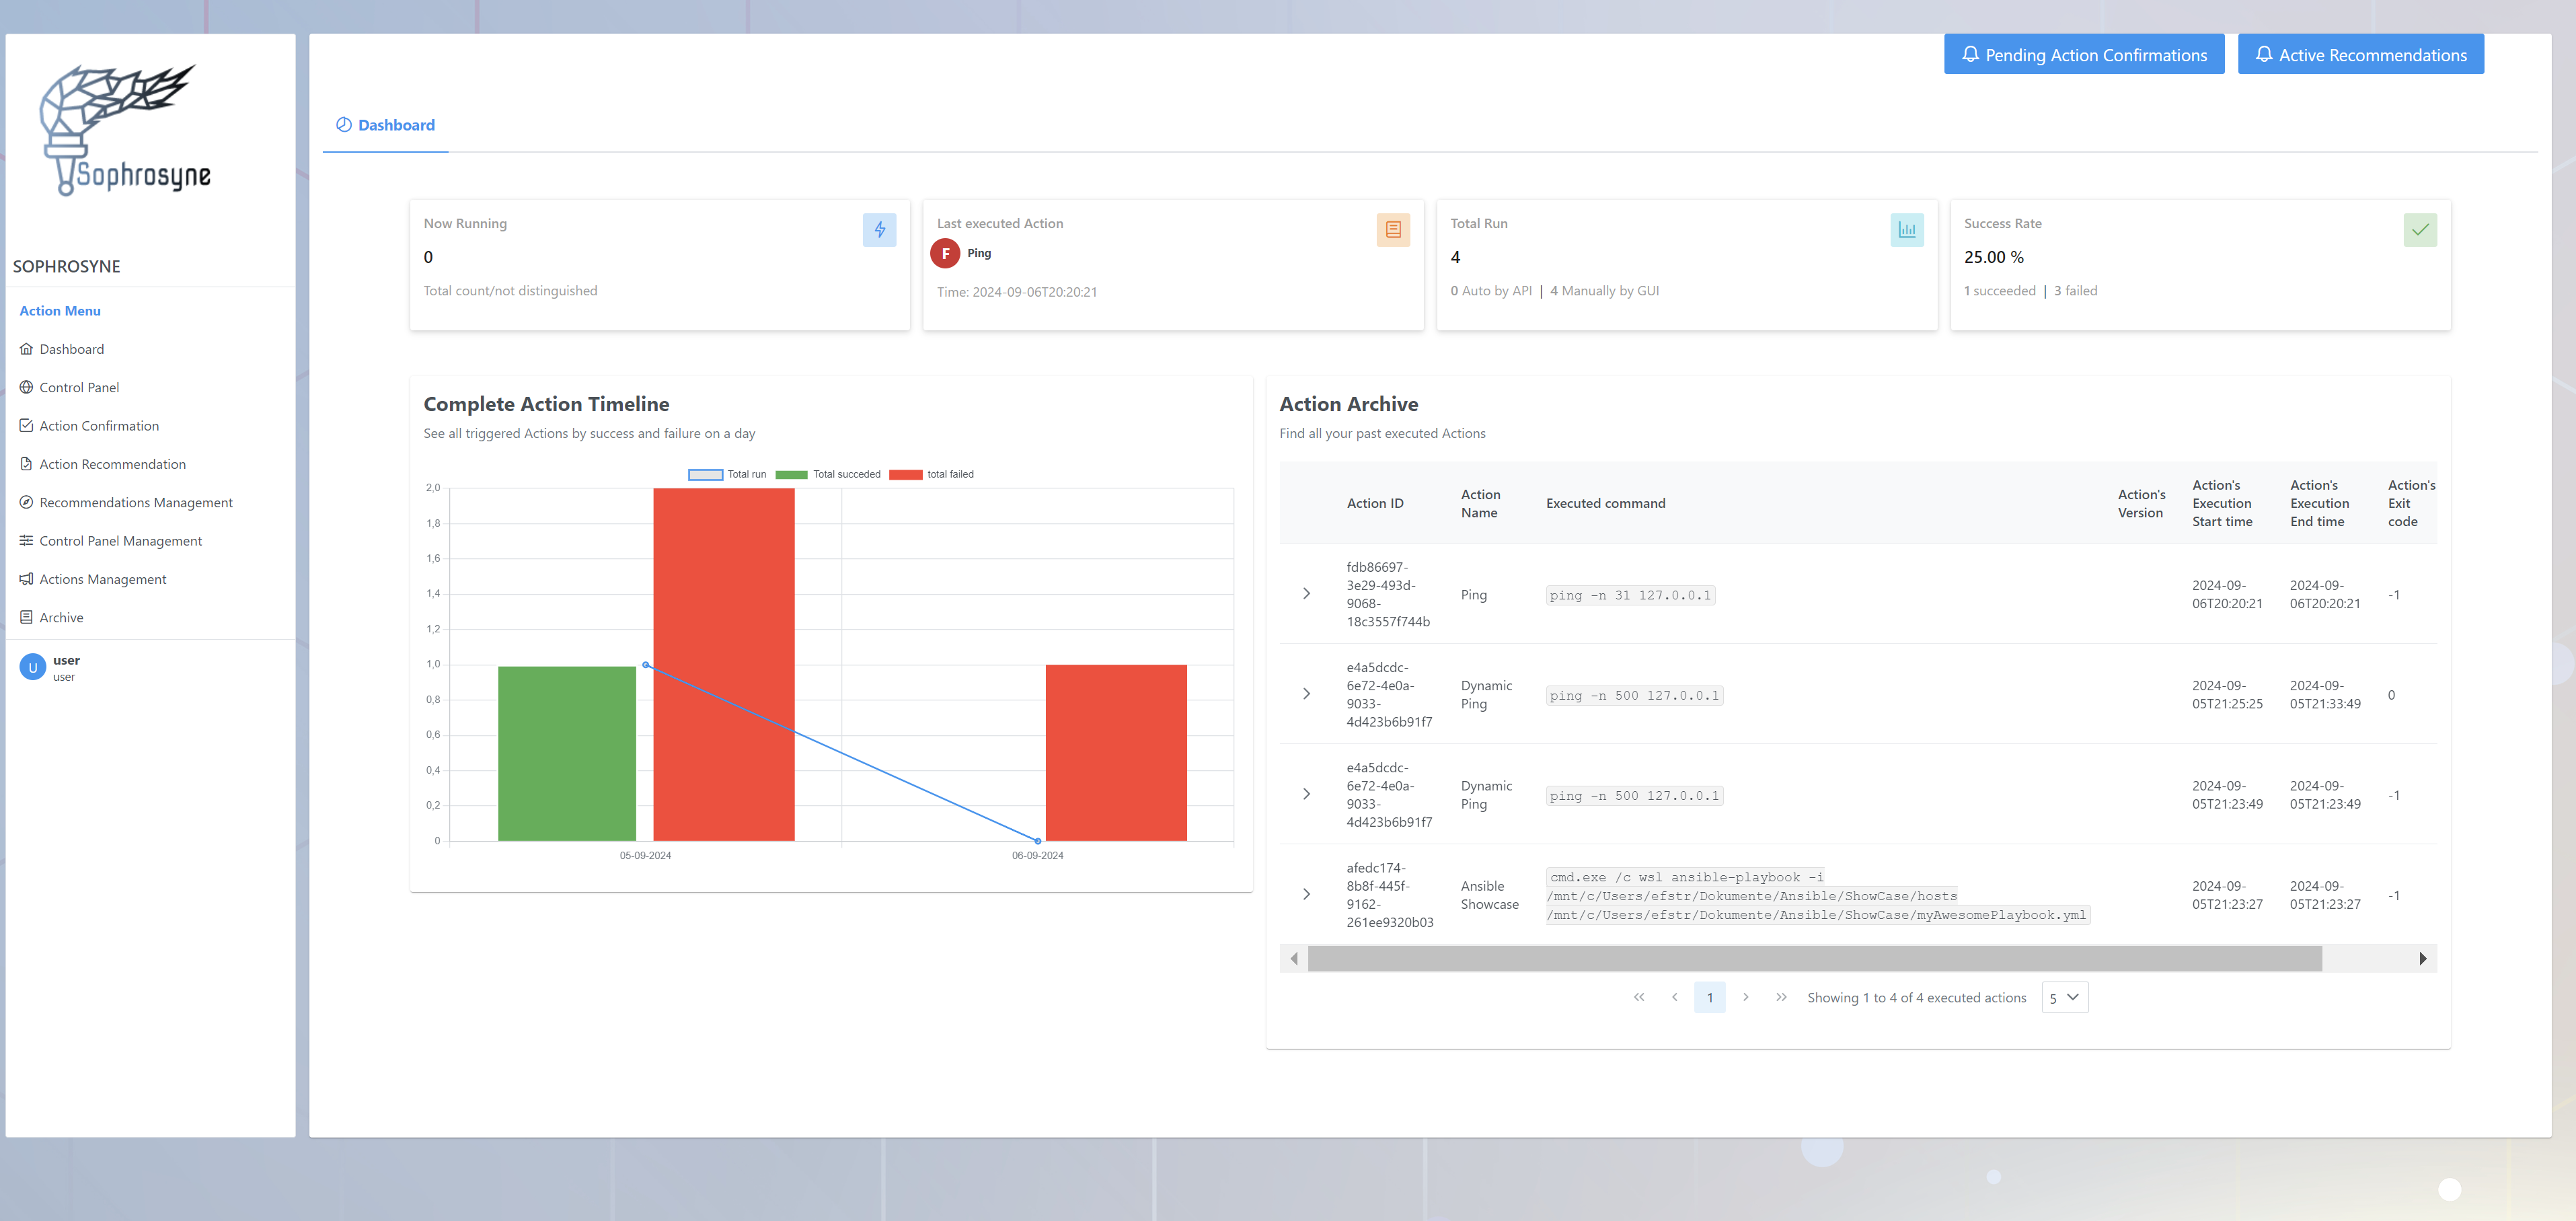 Pending Action Confirmations
Active Recommendations
Sophrosyne
SOPHROSYNE
Action Menu
Dashboard
Control Panel
Action Confirmation
Action Recommendation
Recommendations Management
Control Panel Management
Actions Management
Archive
U
user
user
Dashboard
Now Running
0
Total count/not distinguished
Last executed Action
F Ping
Time: 2024-09-06T20:20:21
Total Run
4
0 Auto by API | 4 Manually by GUI
Success Rate
25.00 %
1 succeeded | 3 failed
Complete Action Timeline
See all triggered Actions by success and failure on a day
Total run Total succeded total failed
2,0
1,8
1,6
1,4
1,2
1,0
0,8
0,6
0,4
0,2
0
05-09-2024 06-09-2024
Action Archive
Find all your past executed Actions
Action ID
Action
Name
Executed command
Action's
Version
Action's
Execution
Start time
Action's
Execution
End time
Action's
Exit
code
fdb86697-
3e29-493d-
9068-
18c3557f744b
Ping
ping -n 31 127.0.0.1
2024-09-
06T20:20:21
2024-09-
06T20:20:21
-1
e4a5dcdc-
6e72-4e0a-
9033-
4d423b6b91f7
Dynamic
Ping
ping -n 500 127.0.0.1
2024-09-
05T21:25:25
2024-09-
05T21:33:49
0
e4a5dcdc-
6e72-4e0a-
9033-
4d423b6b91f7
Dynamic
Ping
ping -n 500 127.0.0.1
2024-09-
05T21:23:49
2024-09-
05T21:23:49
-1
afedc174-
8b8f-445f-
9162-
261ee9320b03
Ansible
Showcase
cmd.exe /c wsl ansible-playbook -i
/mnt/c/Users/efstr/Dokumente/Ansible/ShowCase/hosts
/mnt/c/Users/efstr/Dokumente/Ansible/ShowCase/myAwesomePlaybook.yml
2024-09-
05T21:23:27
2024-09-
05T21:23:27
-1
1
Showing 1 to 4 of 4 executed actions
5